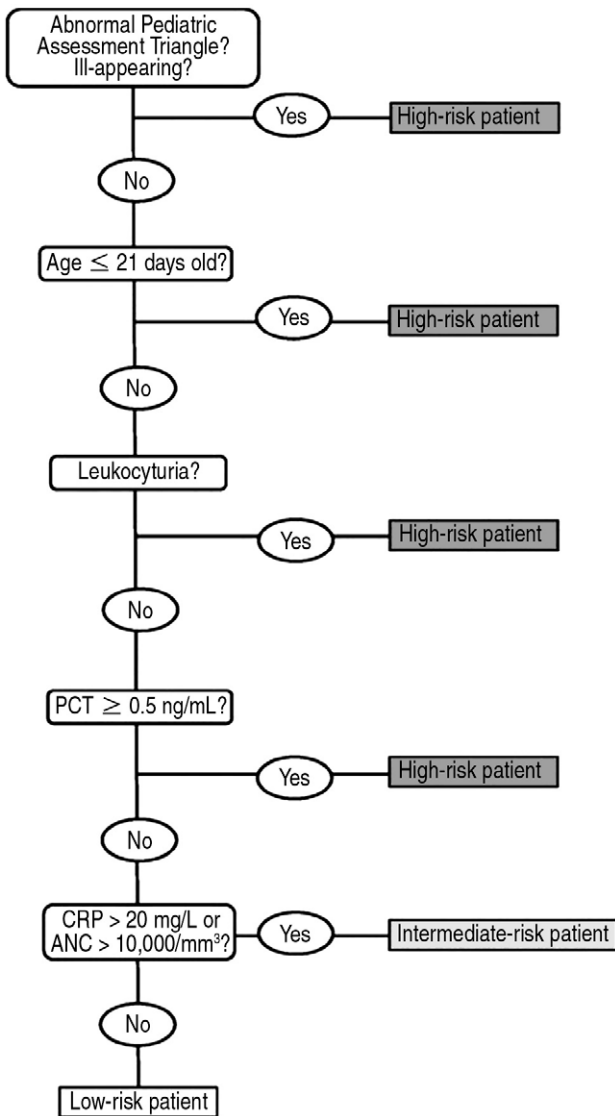 Abnormal Pediatric
Assessment Triangle?
Ill-appearing?
Yes
High-risk patient
No
Age ≤ 21 days old?
Yes
High-risk patient
No
Leukocyturia?
Yes
High-risk patient
No
PCT ≥ 0.5 ng/mL?
Yes
High-risk patient
No
CRP > 20 mg/L or
ANC > 10,000/mm³?
Yes
Intermediate-risk patient
No
Low-risk patient